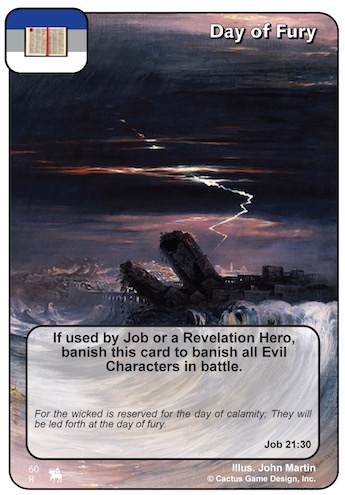 Day of Fury
If used by Job or a Revelation Hero,
banish this card to banish all Evil
Characters in battle.
For the wicked is reserved for the day of calamity; They will
be led forth at the day of fury.
Job 21:30
60
R
Illus. John Martin
© Cactus Game Design, Inc.